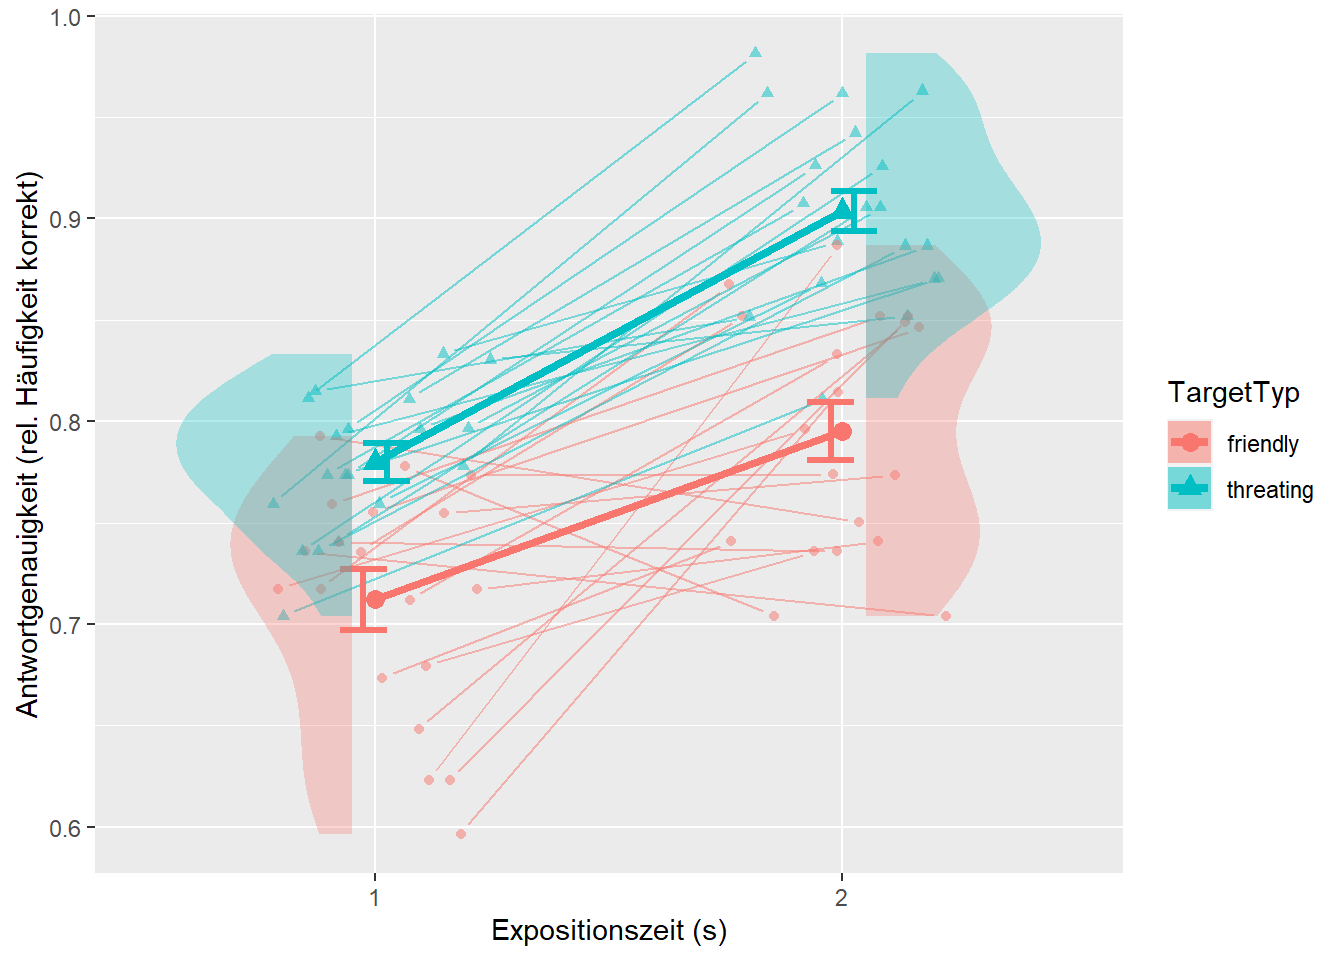 Antwortgenauigkeit (rel. Häufigkeit korrekt)
1.0
0.9
0.8
0.7
0.6
1
2
Expositionszeit (s)
TargetTyp
friendly
threating